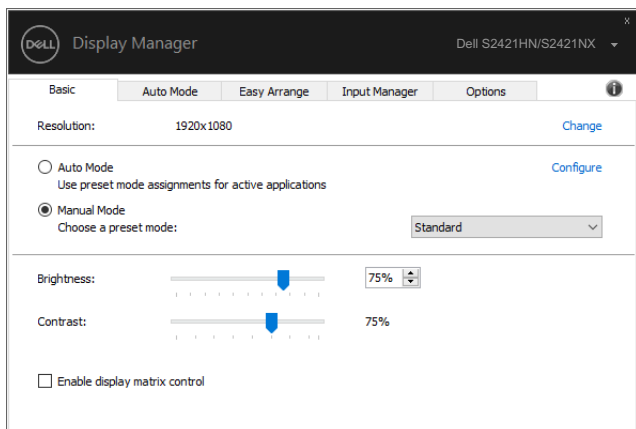 DELL Display Manager Dell S2421HN/S2421NX x
Basic Auto Mode Easy Arrange Input Manager Options i
Resolution: 1920x1080 Change
Auto Mode Configure
Use preset mode assignments for active applications
Manual Mode
Choose a preset mode: Standard
Brightness: 75%
Contrast: 75%
Enable display matrix control